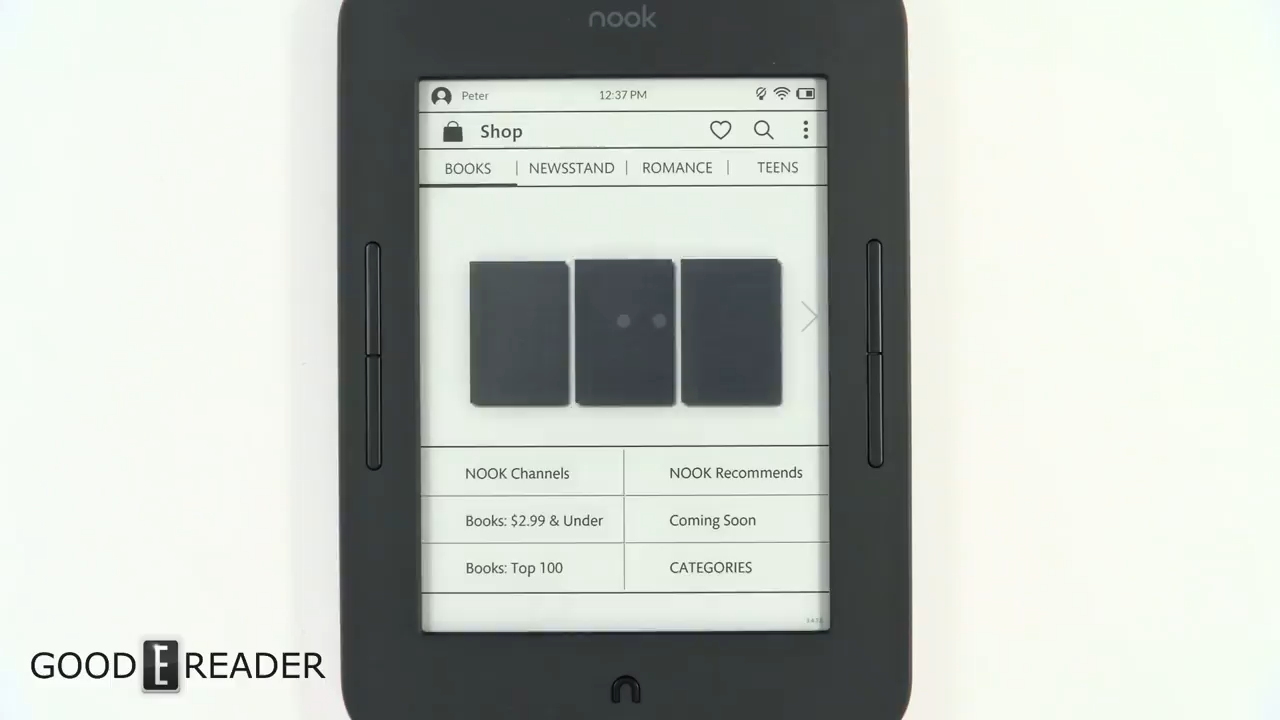 nook
Peter 12:37 PM
Shop
BOOKS | NEWSSTAND | ROMANCE | TEENS
NOOK Channels NOOK Recommends
Books: $2.99 & Under Coming Soon
Books: Top 100 CATEGORIES
GOOD E READER